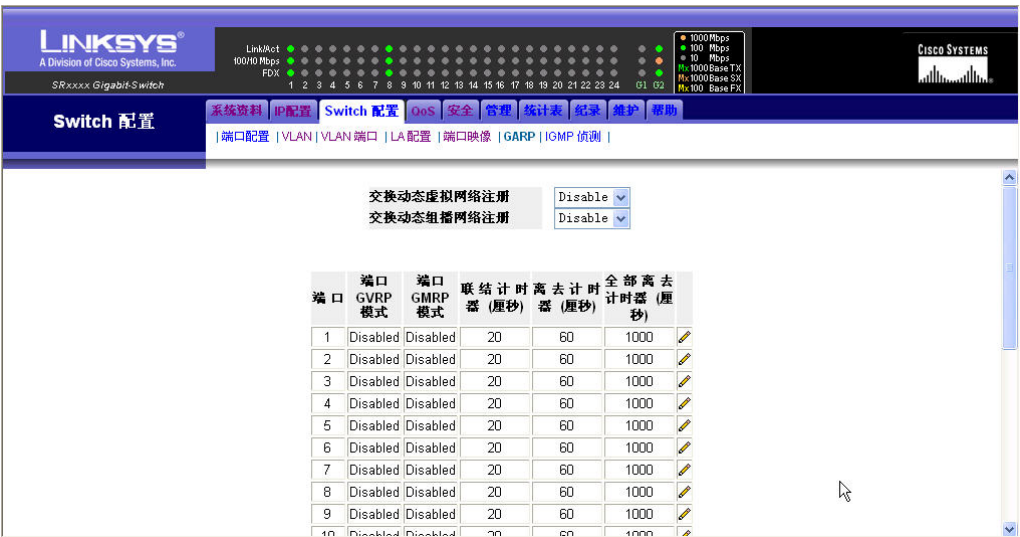 LINKSYS®
A Division of Cisco Systems, Inc.
SRxxxx Gigabit-Switch
Link/Act
100/10 Mbps
FDX
1 2 3 4 5 6 7 8 9 10 11 12 13 14 15 16 17 18 19 20 21 22 23 24 G1 G2
1000 Mbps
100 Mbps
10 Mbps
Mx:1000Base TX
Mx:1000Base SX
Mx:100 Base FX
CISCO SYSTEMS
Switch 配置
系统资料 IP配置 Switch 配置 QoS 安全 管理 统计表 纪录 维护 帮助
|端口配置 | VLAN | VLAN 端口 | LA 配置 | 端口映像 | GARP | IGMP 侦测 |
交换动态虚拟网络注册 Disable
交换动态组播网络注册 Disable
端口 端口 GVRP 模式 端口 GMRP 模式 联结计时器 (厘秒) 离去计时器 (厘秒) 全部离去计时器 (厘秒)
1 Disabled Disabled 20 60 1000
2 Disabled Disabled 20 60 1000
3 Disabled Disabled 20 60 1000
4 Disabled Disabled 20 60 1000
5 Disabled Disabled 20 60 1000
6 Disabled Disabled 20 60 1000
7 Disabled Disabled 20 60 1000
8 Disabled Disabled 20 60 1000
9 Disabled Disabled 20 60 1000
10 Disabled Disabled 20 60 1000